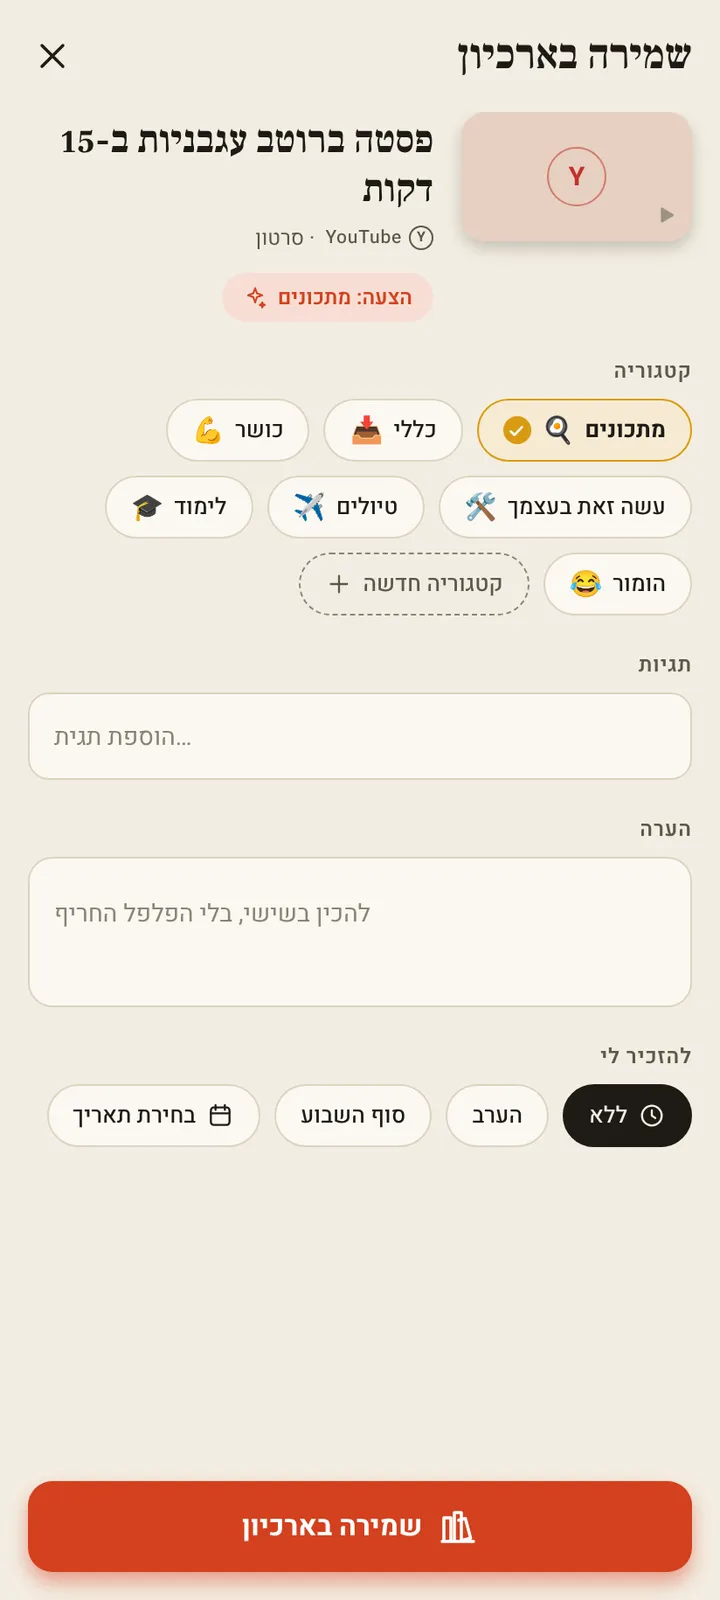 שמירה בארכיון
Y
פסטה ברוטב עגבניות ב-15
דקות
Y YouTube · סרטון
הצעה: מתכונים
קטגוריה
מתכונים 🍳
כללי 📥
כושר 💪
עשה זאת בעצמך 🛠️
טיולים ✈️
לימוד 🎓
הומור 😂
קטגוריה חדשה +
תגיות
הוספת תגית...
הערה
להכין בשישי, בלי הפלפל החריף
להזכיר לי
ללא
הערב
סוף השבוע
בחירת תאריך
שמירה בארכיון